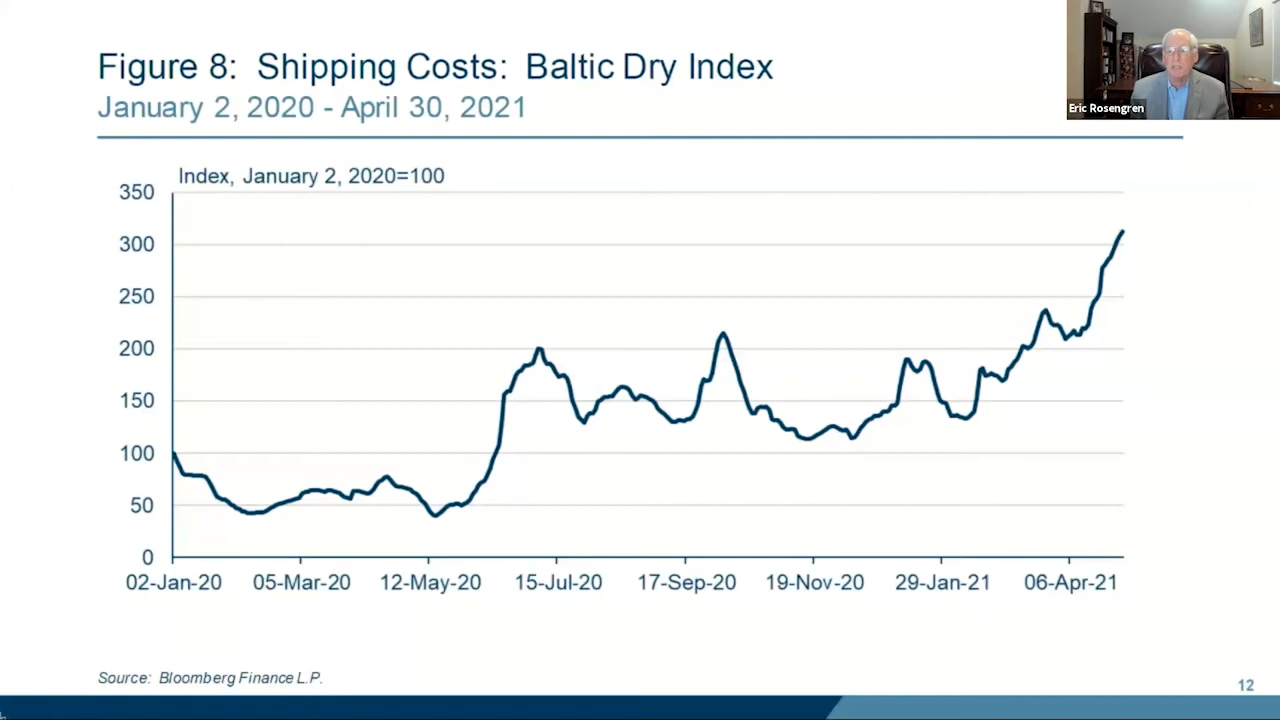 Figure 8: Shipping Costs: Baltic Dry Index
January 2, 2020 - April 30, 2021
Eric Rosengren
Index, January 2, 2020=100
350
300
250
200
150
100
50
0
02-Jan-20 05-Mar-20 12-May-20 15-Jul-20 17-Sep-20 19-Nov-20 29-Jan-21 06-Apr-21
Source: Bloomberg Finance L.P.
12